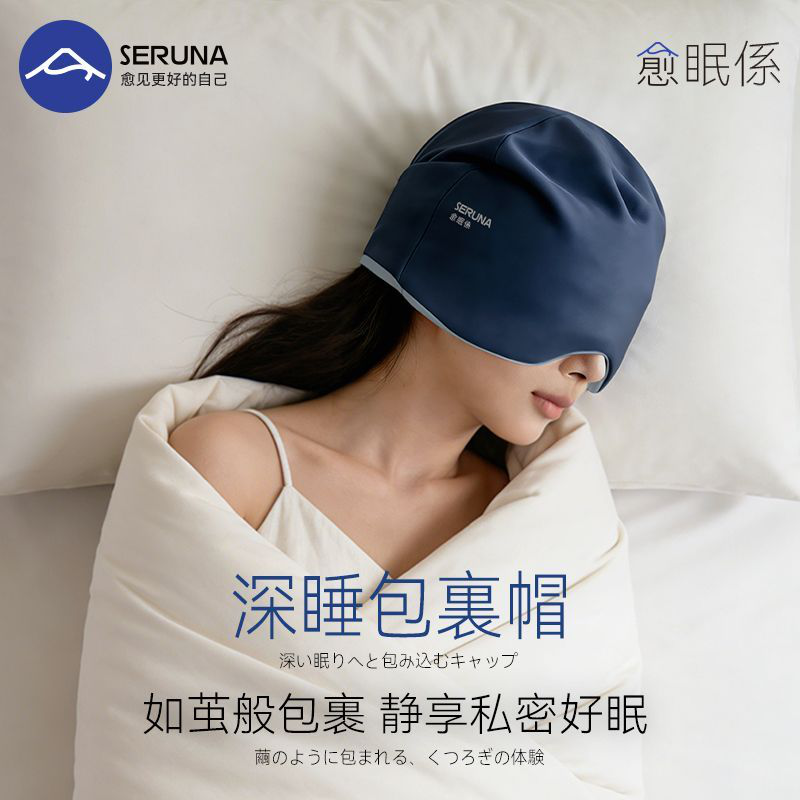 SERUNA
愈见更好的自己
愈眠係
SERUNA
愈眠係
深睡包裹帽
深い眠りへと包み込むキャップ
如茧般包裹 静享私密好眠
繭のように包まれる、くつろぎの体験